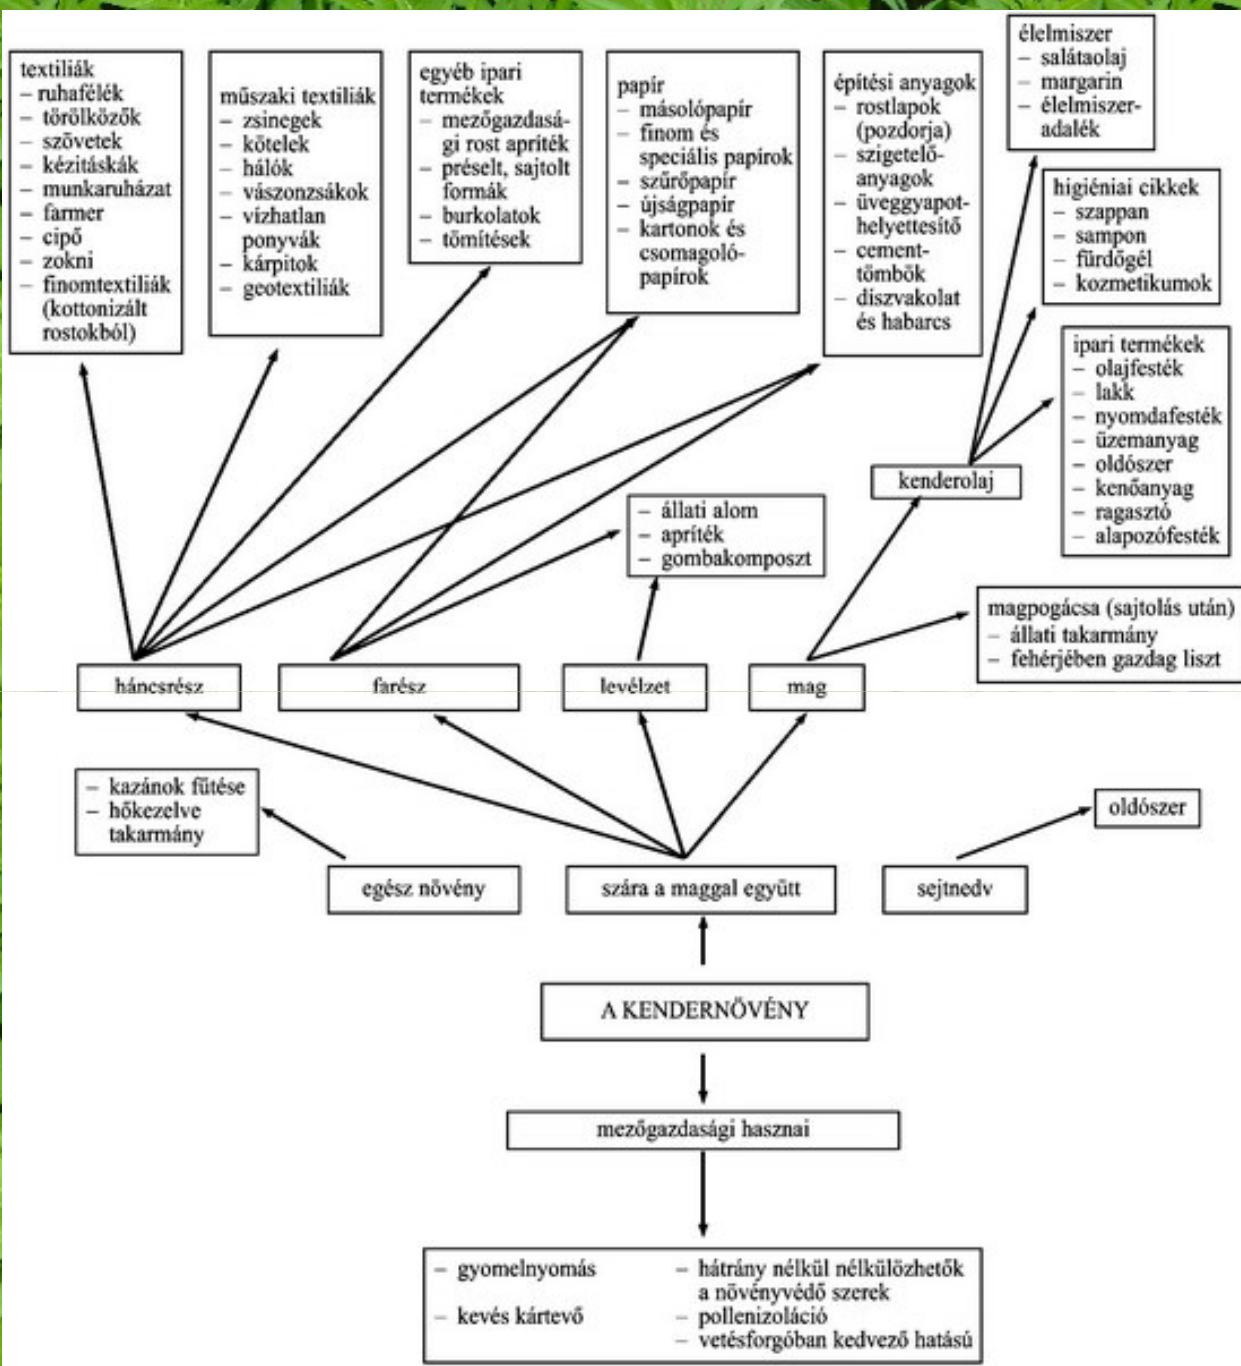 textiliák
– ruhafélék
– törölközők
– szövetek
– kézitáskák
– munkaruházat
– farmer
– cipő
– zokni
– finomtextiliák
(kottonizált
rostokból)
műszaki textiliák
– zsinegek
– kötelek
– hálók
– vászonzsákok
– vízhatlan
ponyvák
– kárpitok
– geotextiliák
egyéb ipari
termékek
– mezőgazdasá-
gi rost apríték
– préselt, sajtolt
formák
– burkolatok
– tömítések
papír
– másolópapír
– finom és
speciális papírok
– szűrőpapír
– újságpapír
– kartonok és
csomagoló-
papírok
építési anyagok
– rostlapok
(pozdorja)
– szigetelő-
anyagok
– üveggyapot-
helyettesítő
– cement-
tömbök
– díszvakolat
és habarcs
élelmiszer
– salátaolaj
– margarin
– élelmiszer-
adalék
higiéniai cikkek
– szappan
– sampon
– fürdőgél
– kozmetikumok
ipari termékek
– olajfesték
– lakk
– nyomdafesték
– üzemanyag
– oldószer
– kenőanyag
– ragasztó
– alapozófesték
kenderolaj
– állati alom
– apríték
– gombakomposzt
magpogácsa (sajtolás után)
– állati takarmány
– fehérjében gazdag liszt
háncsrész
farész
levélzet
mag
– kazánok fűtése
– hőkezelve
takarmány
oldószer
egész növény
szára a maggal együtt
sejtnedv
A KENDERNÖVÉNY
mezőgazdasági hasznai
– gyomelnyomás
– kevés kártevő
– hátrány nélkül nélkülözhetők
a növényvédő szerek
– pollenizoláció
– vetésforgóban kedvező hatású